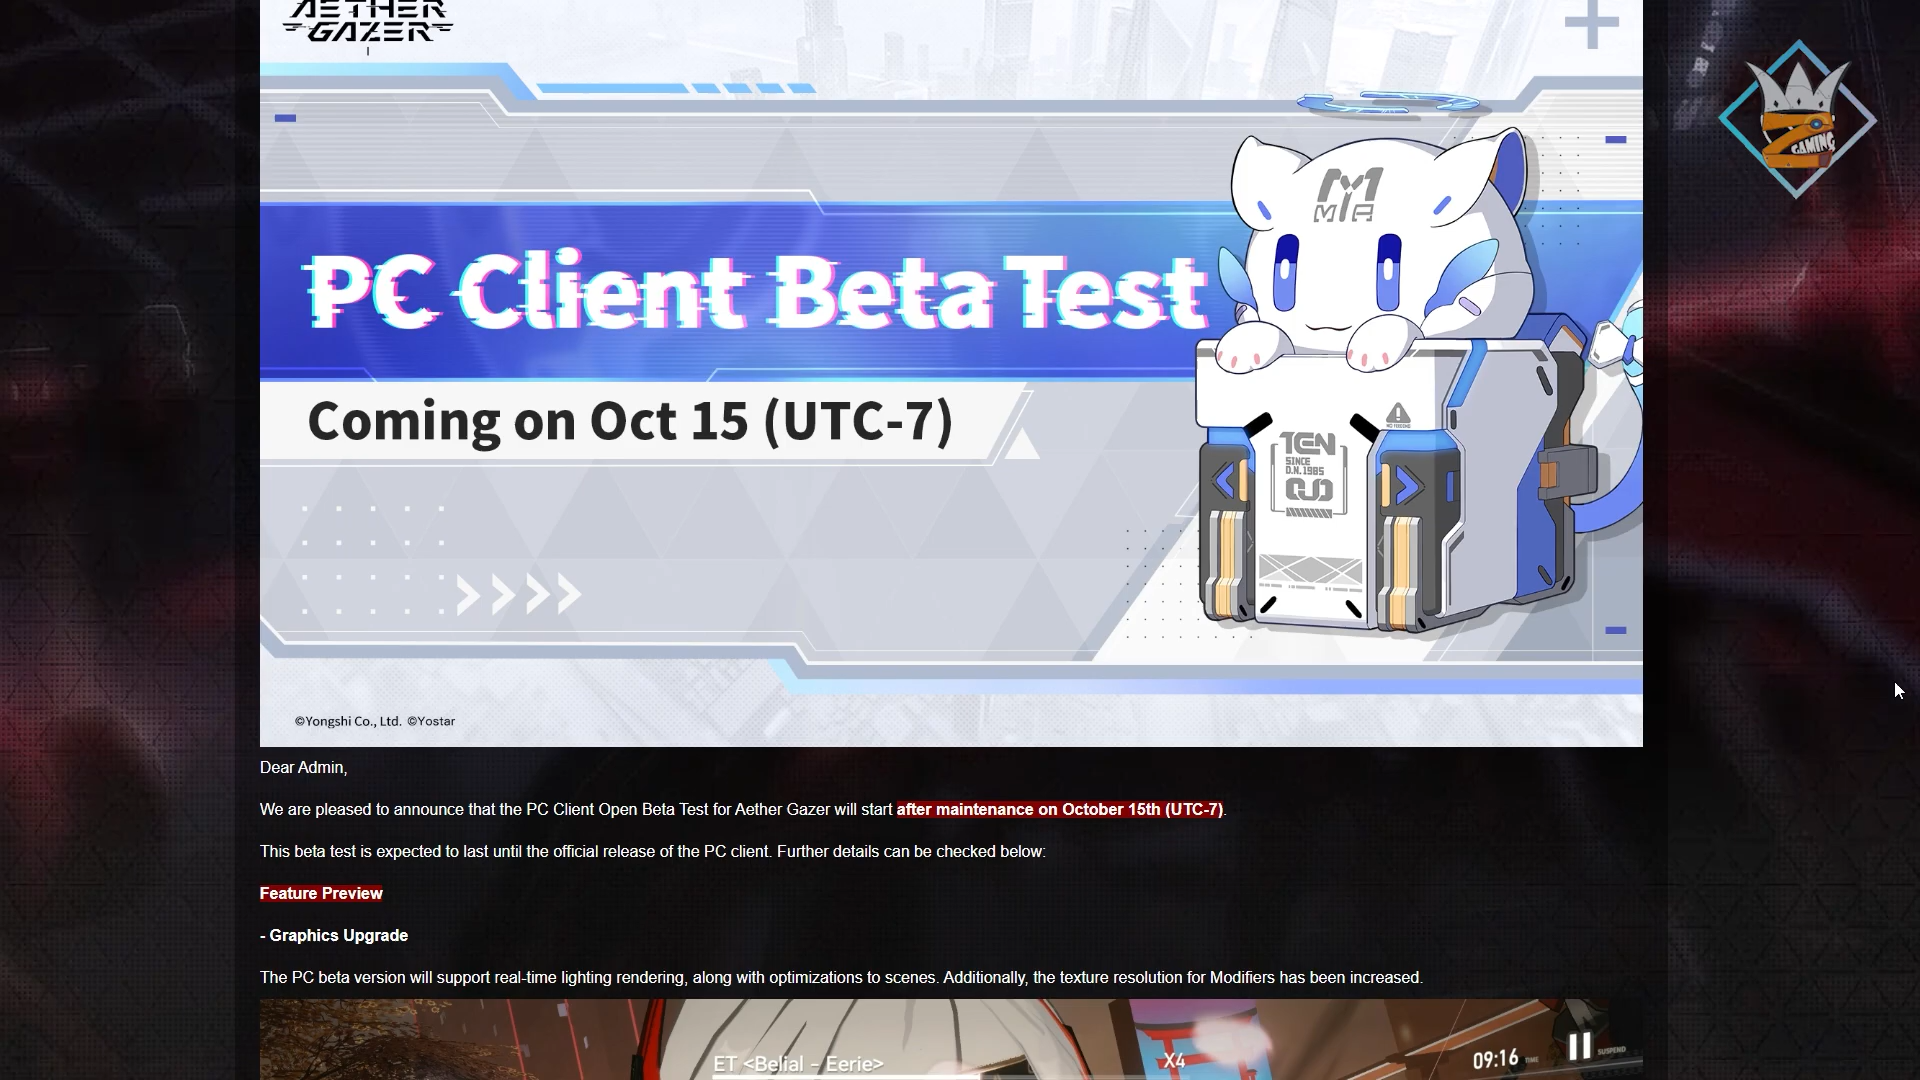 AETHER
GAZER
GAMING
MIMIR
PC Client Beta Test
Coming on Oct 15 (UTC-7)
TEN
SINCE
D.N.1985
©Yongshi Co., Ltd. ©Yostar
Dear Admin,
We are pleased to announce that the PC Client Open Beta Test for Aether Gazer will start after maintenance on October 15th (UTC-7).
This beta test is expected to last until the official release of the PC client. Further details can be checked below:
Feature Preview
- Graphics Upgrade
The PC beta version will support real-time lighting rendering, along with optimizations to scenes. Additionally, the texture resolution for Modifiers has been increased.
ET <Belial - Eerie>
X4
09:16 TIME
SUSPEND